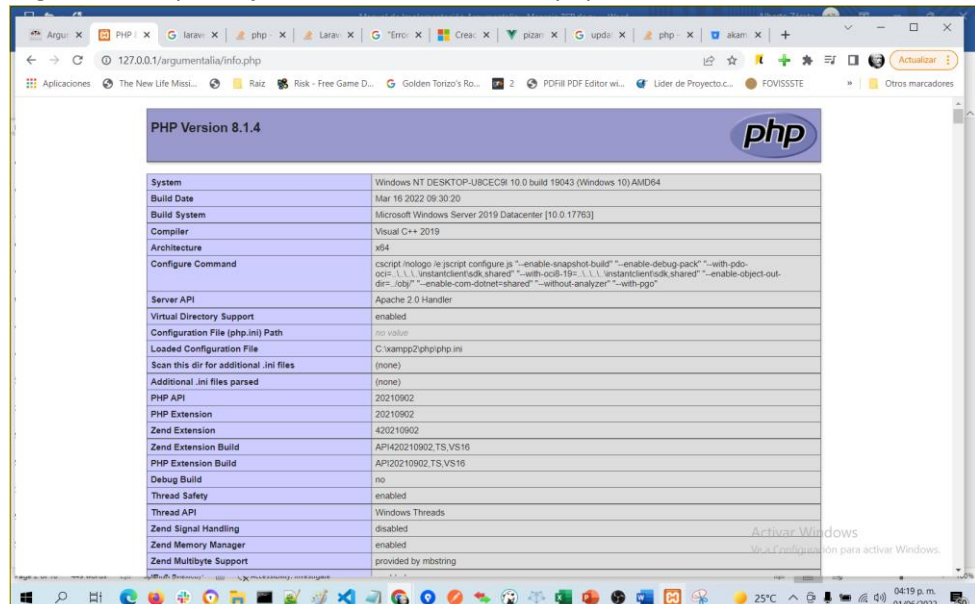 Argu
PHP
larave
php -
Larav
"Erro
Creac
pizarr
updat
php -
akam
127.0.0.1/argumentalia/info.php
Actualizar
Aplicaciones
The New Life Missi...
Raiz
Risk - Free Game D...
Golden Torizo's Ro...
2
PDFill PDF Editor wi...
Lider de Proyecto.c...
FOVISSSTE
»
Otros marcadores
PHP Version 8.1.4
php
System Windows NT DESKTOP-U8CEC9I 10.0 build 19043 (Windows 10) AMD64
Build Date Mar 16 2022 09:30:20
Build System Microsoft Windows Server 2019 Datacenter [10.0.17763]
Compiler Visual C++ 2019
Architecture x64
Configure Command cscript /nologo /e:jscript configure.js "--enable-snapshot-build" "--enable-debug-pack" "--with-pdo-
oci=..\..\..\..\instantclient\sdk,shared" "--with-oci8-19=..\..\..\..\instantclient\sdk,shared" "--enable-object-out-
dir=../obj/" "--enable-com-dotnet=shared" "--without-analyzer" "--with-pgo"
Server API Apache 2.0 Handler
Virtual Directory Support enabled
Configuration File (php.ini) Path no value
Loaded Configuration File C:\xampp2\php\php.ini
Scan this dir for additional .ini files (none)
Additional .ini files parsed (none)
PHP API 20210902
PHP Extension 20210902
Zend Extension 420210902
Zend Extension Build API420210902,TS,VS16
PHP Extension Build API20210902,TS,VS16
Debug Build no
Thread Safety enabled
Thread API Windows Threads
Zend Signal Handling disabled
Zend Memory Manager enabled
Zend Multibyte Support provided by mbstring
Activar Windows
Ve a Configuración para activar Windows.
25°C
04:19 p. m.
01/06/2022